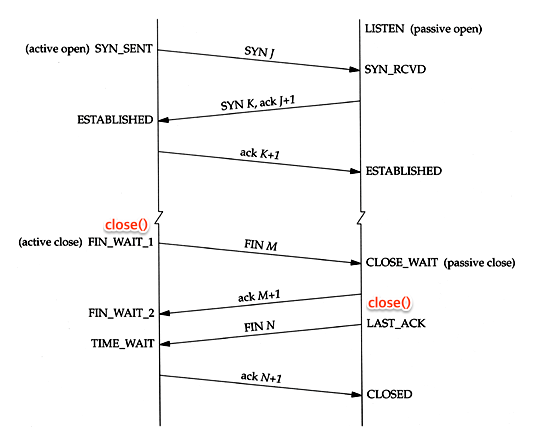 LISTEN (passive open)
(active open) SYN_SENT
SYN J
SYN_RCVD
SYN K, ack J+1
ESTABLISHED
ack K+1
ESTABLISHED
close()
(active close) FIN_WAIT_1
FIN M
CLOSE_WAIT (passive close)
ack M+1
close()
FIN_WAIT_2
LAST_ACK
FIN N
TIME_WAIT
ack N+1
CLOSED